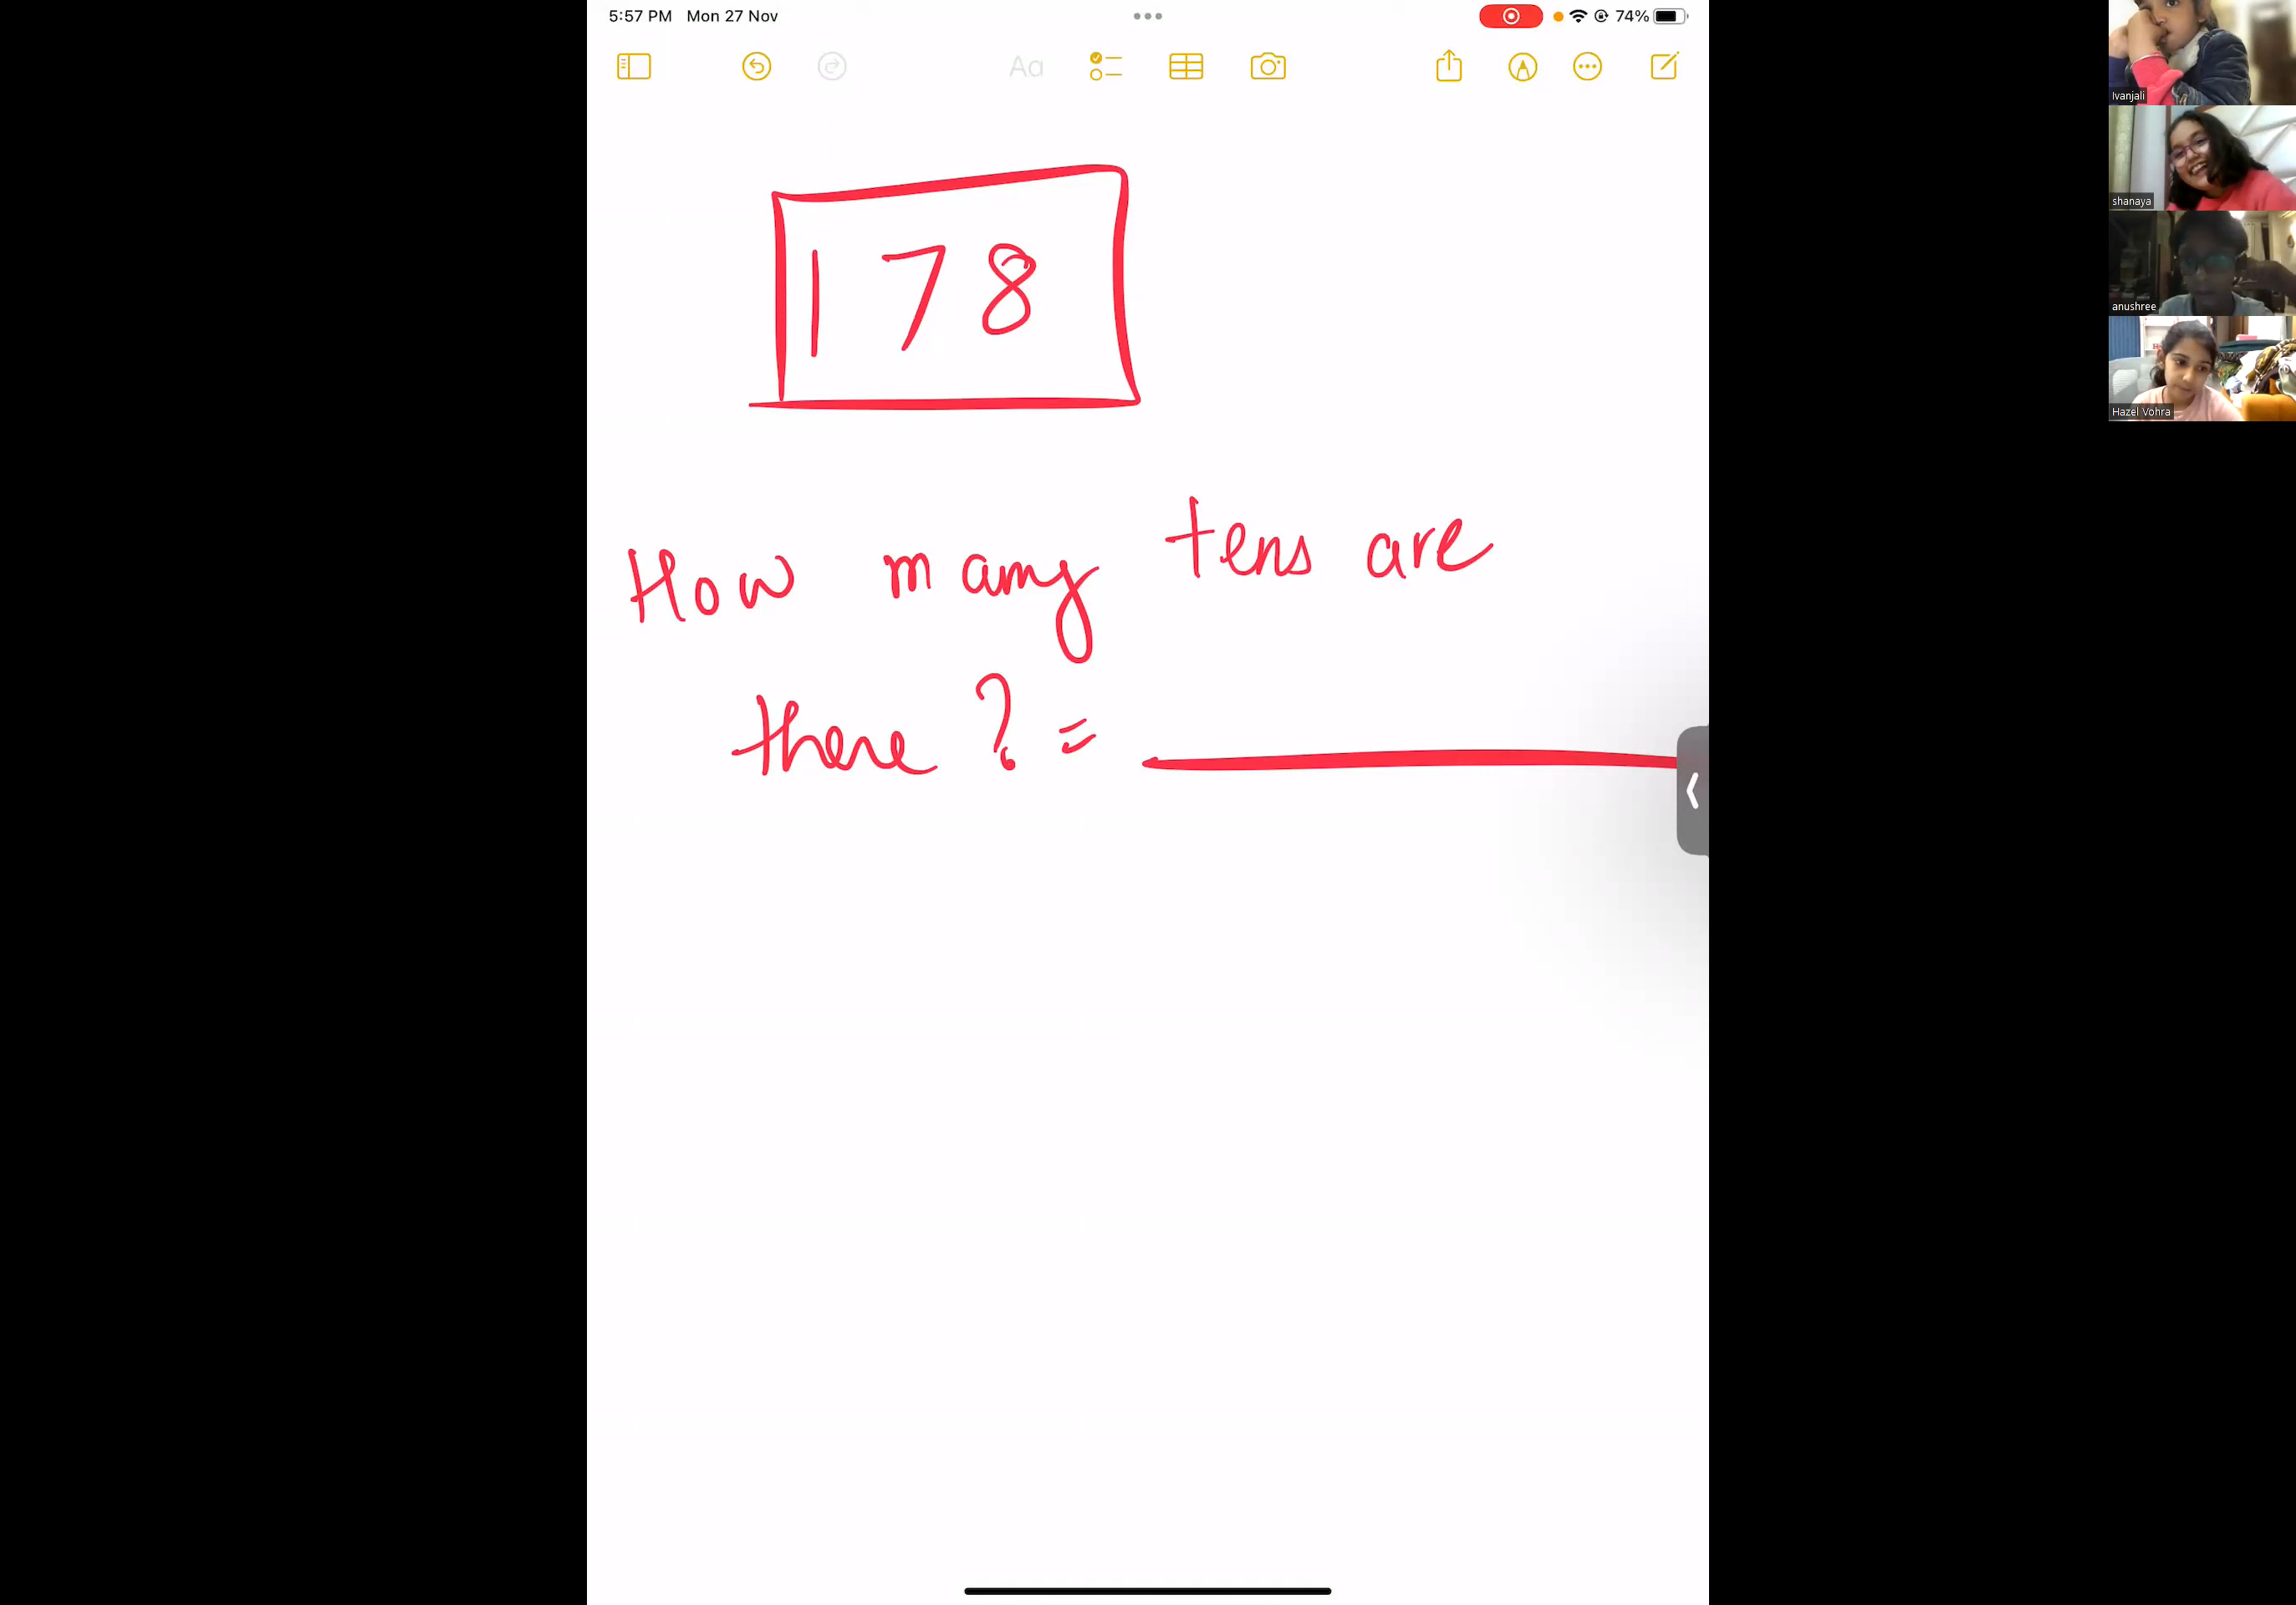 5:57 PM Mon 27 Nov
74%
Aa
178
How many tens are
there? =
Ivanjali
shanaya
anushree
Hazel Vohra